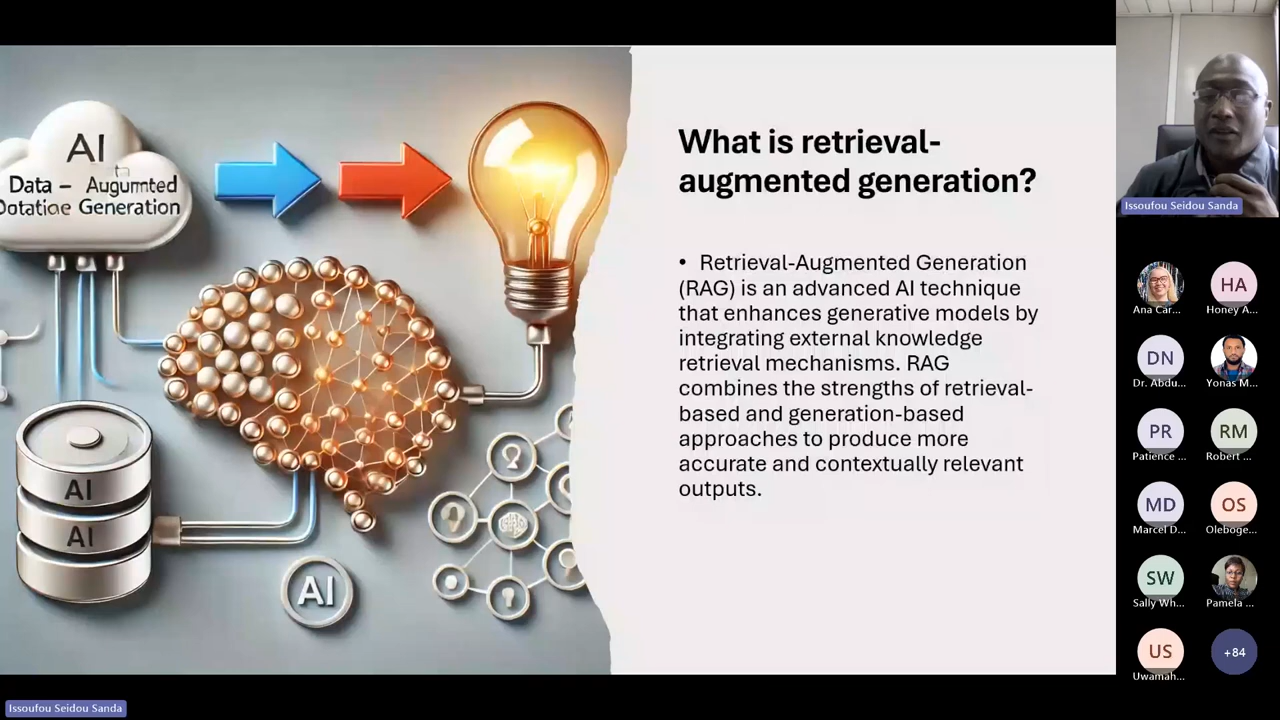 AI
Data – Augumnted
Dotatiοe Generation
AI
AI
AI
What is retrieval-
augmented generation?
• Retrieval-Augmented Generation
(RAG) is an advanced AI technique
that enhances generative models by
integrating external knowledge
retrieval mechanisms. RAG
combines the strengths of retrieval-
based and generation-based
approaches to produce more
accurate and contextually relevant
outputs.
Issoufou Seidou Sanda
Ana Car...
HA
Honey A...
DN
Dr. Abdu...
Yonas M...
PR
Patience ...
RM
Robert ...
MD
Marcel D...
OS
Oleboge...
SW
Sally Wh...
Pamela ...
US
Uwamah...
+84
Issoufou Seidou Sanda